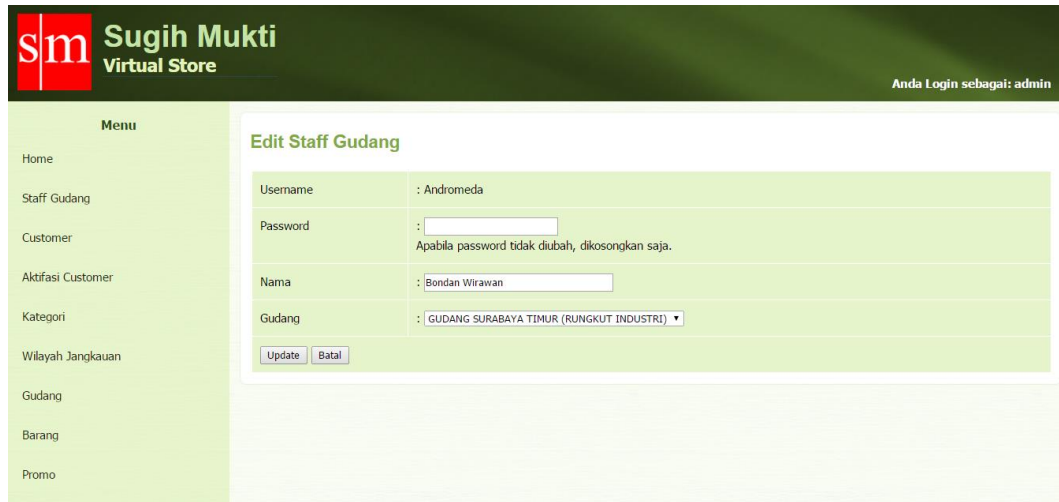 sm
Sugih Mukti
Virtual Store
Anda Login sebagai: admin
Menu
Home
Staff Gudang
Customer
Aktifasi Customer
Kategori
Wilayah Jangkauan
Gudang
Barang
Promo
Edit Staff Gudang
Username : Andromeda
Password :
Apabila password tidak diubah, dikosongkan saja.
Nama : Bondan Wirawan
Gudang : GUDANG SURABAYA TIMUR (RUNGKUT INDUSTRI)
Update Batal